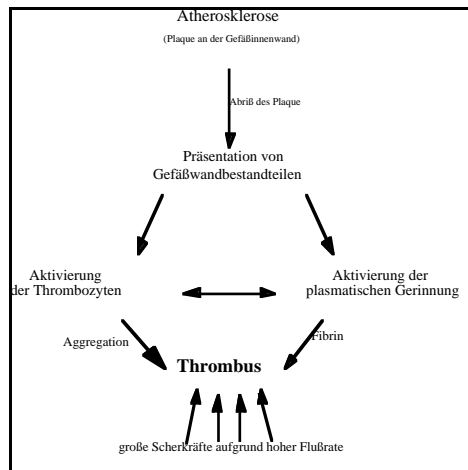 Atherosklerose
(Plaque an der Gefäßinnenwand)
Abriß des Plaque
Präsentation von
Gefäßwandbestandteilen
Aktivierung
der Thrombozyten
Aktivierung der
plasmatischen Gerinnung
Aggregation
Fibrin
Thrombus
große Scherkräfte aufgrund hoher Flußrate